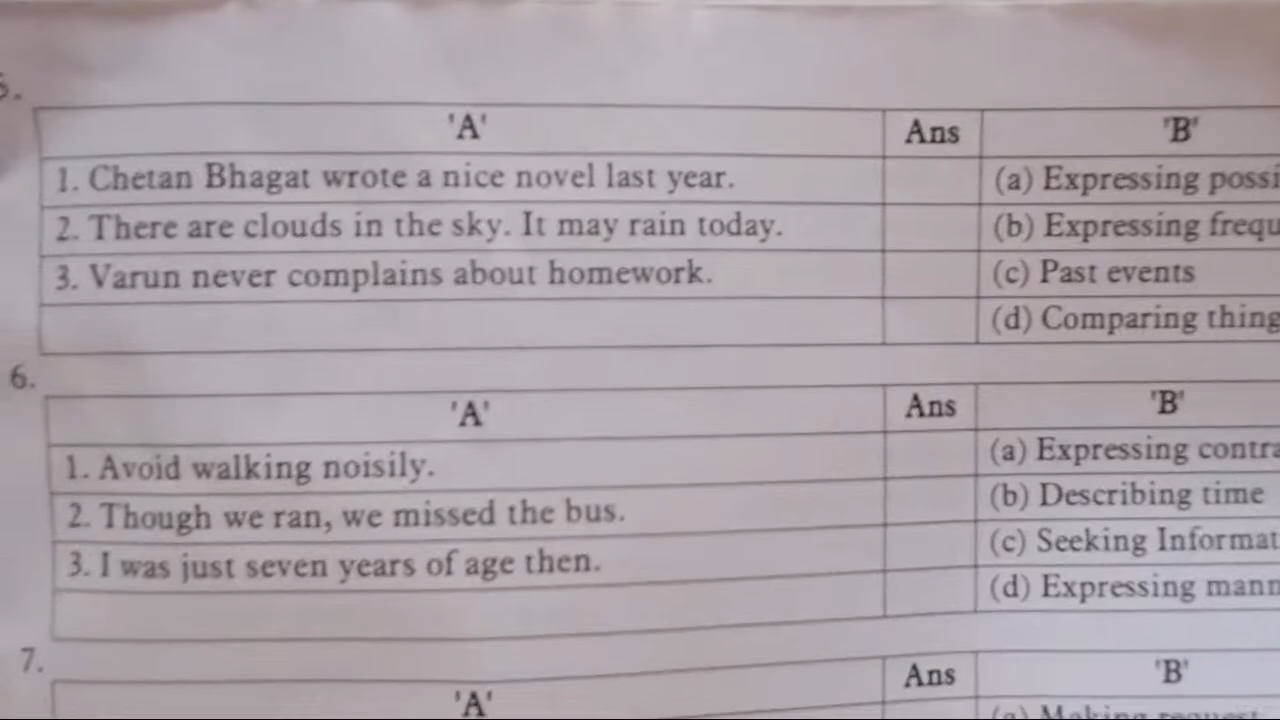 'A' Ans 'B'
1. Chetan Bhagat wrote a nice novel last year. (a) Expressing
2. There are clouds in the sky. It may rain today. (b) Expressing
3. Varun never complains about homework. (c) Past events
(d) Comparing
6.
'A' Ans 'B'
1. Avoid walking noisily. (a) Expressing
2. Though we ran, we missed the bus. (b) Describing time
3. I was just seven years of age then. (c) Seeking
(d) Expressing
7.
'A' Ans 'B'
(a) Making request